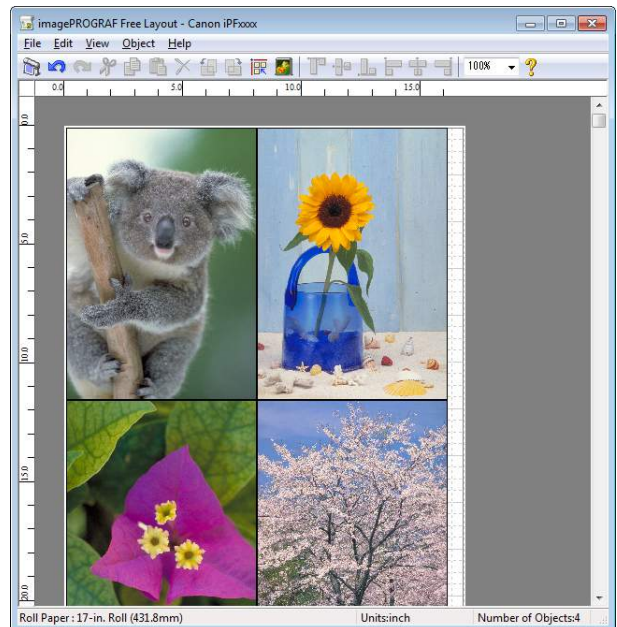 imagePROGRAF Free Layout - Canon iPFxxxx
File Edit View Object Help
100%
0.0 5.0 10.0 15.0
0.0
5.0
10.0
15.0
20.0
Roll Paper : 17-in. Roll (431.8mm) Units:inch Number of Objects:4